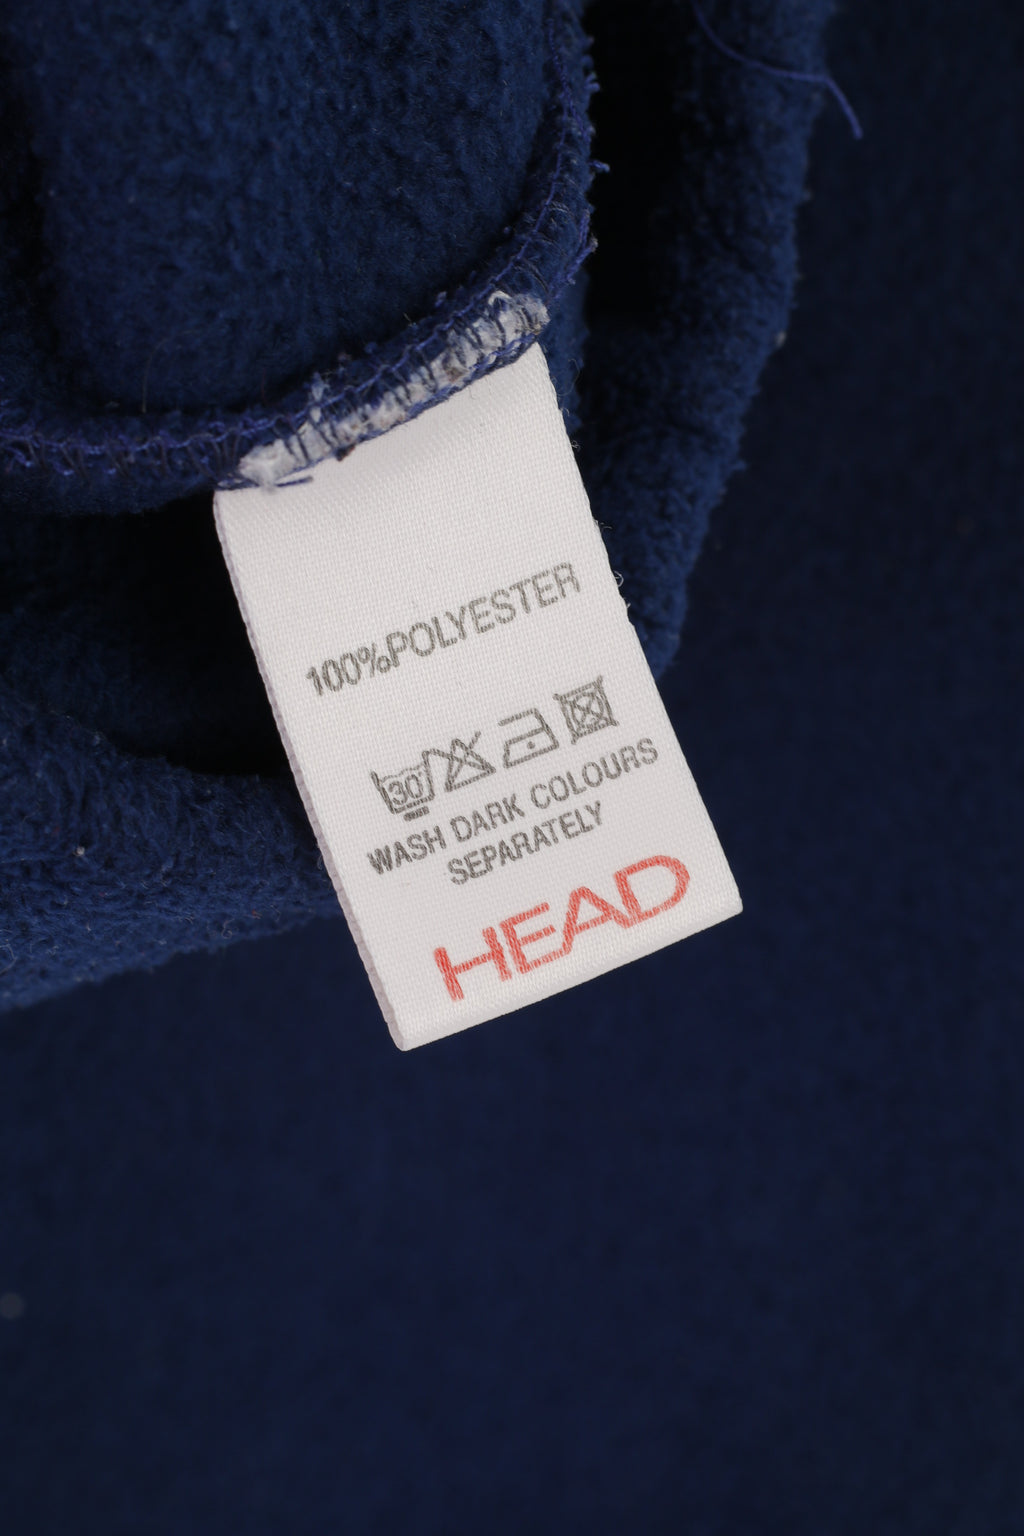 100%POLYESTER
30
WASH DARK COLOURS
SEPARATELY
HEAD